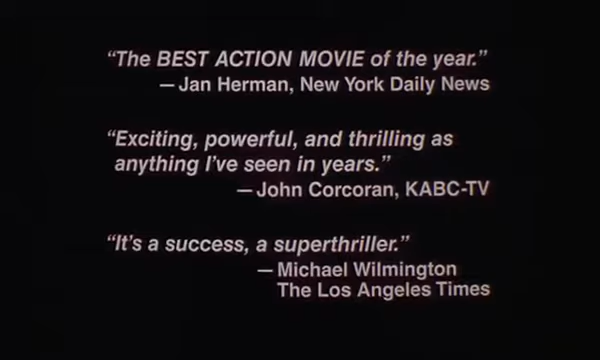 “The BEST ACTION MOVIE of the year.”
—Jan Herman, New York Daily News
“Exciting, powerful, and thrilling as
anything I’ve seen in years.”
—John Corcoran, KABC-TV
“It’s a success, a superthriller.”
—Michael Wilmington
The Los Angeles Times